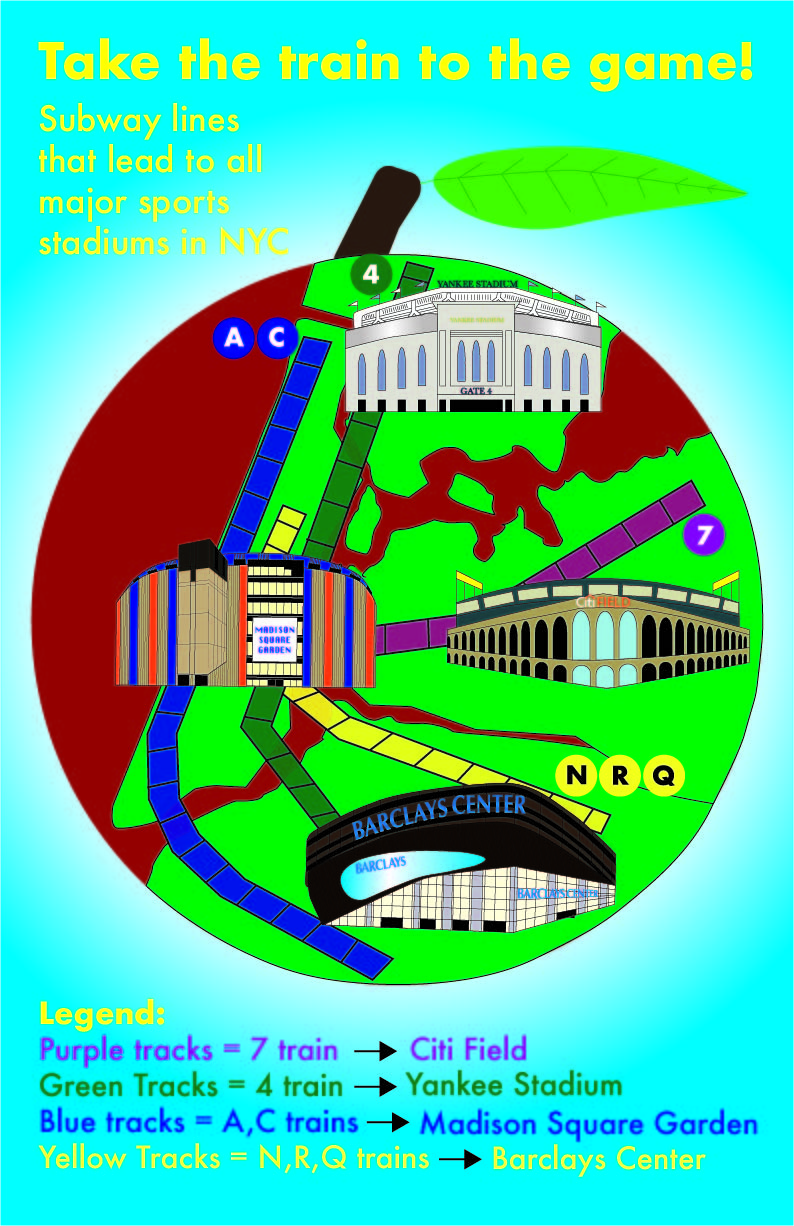 Take the train to the game!
Subway lines
that lead to all
major sports
stadiums in NYC
4
YANKEE STADIUM
YANKEE STADIUM
A C
GATE 4
7
Citi FIELD
MADISON
SQUARE
GARDEN
N R Q
BARCLAYS CENTER
BARCLAYS
BARCLAYS CENTER
Legend:
Purple tracks = 7 train → Citi Field
Green Tracks = 4 train → Yankee Stadium
Blue tracks = A,C trains → Madison Square Garden
Yellow Tracks = N,R,Q trains → Barclays Center